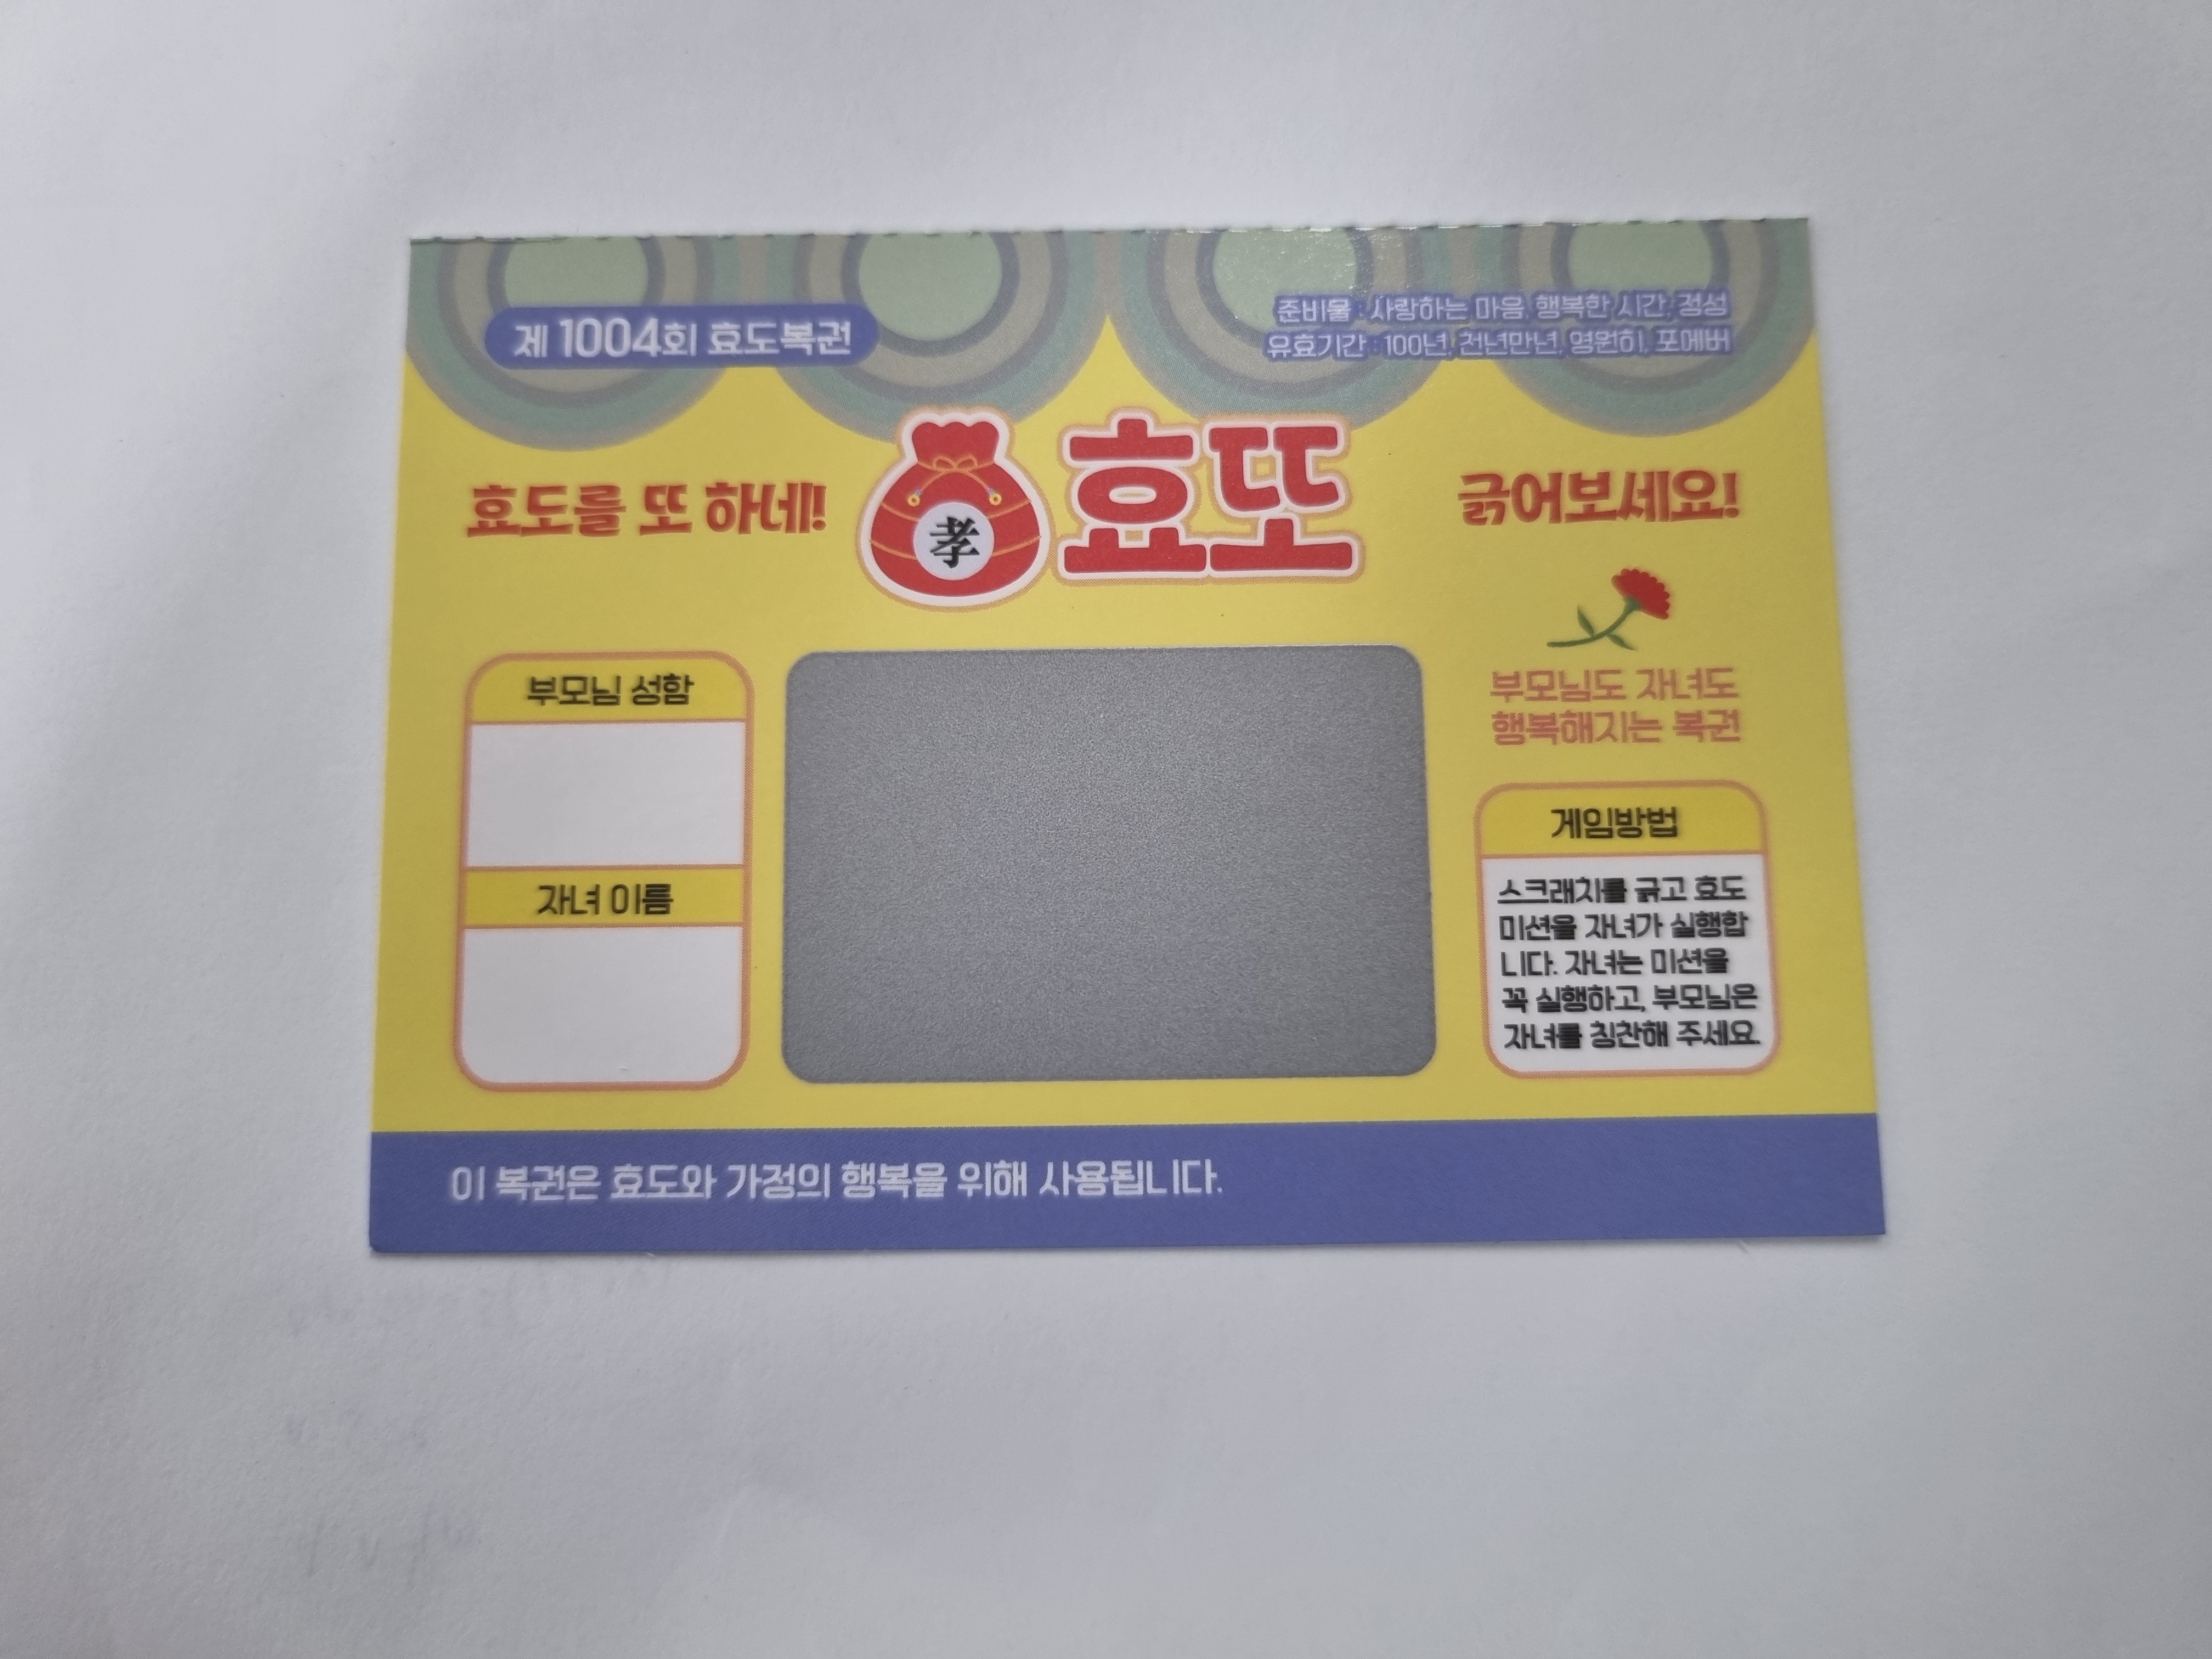 제 1004회 효도복권
준비물 : 사랑하는 마음, 행복한 시간, 정성
유효기간 : 100년, 천년만년, 영원히, 포에버
효도를 또 하게!!
孝
효또
긁어보세요!
부모님 성함
자녀 이름
부모님도 자녀도
행복해지는 복권
게임방법
스크래치를 긁고 효도
미션을 자녀가 실행합
니다. 자녀는 미션을
꼭 실행하고, 부모님은
자녀를 칭찬해 주세요
이 복권은 효도와 가정의 행복을 위해 사용됩니다.